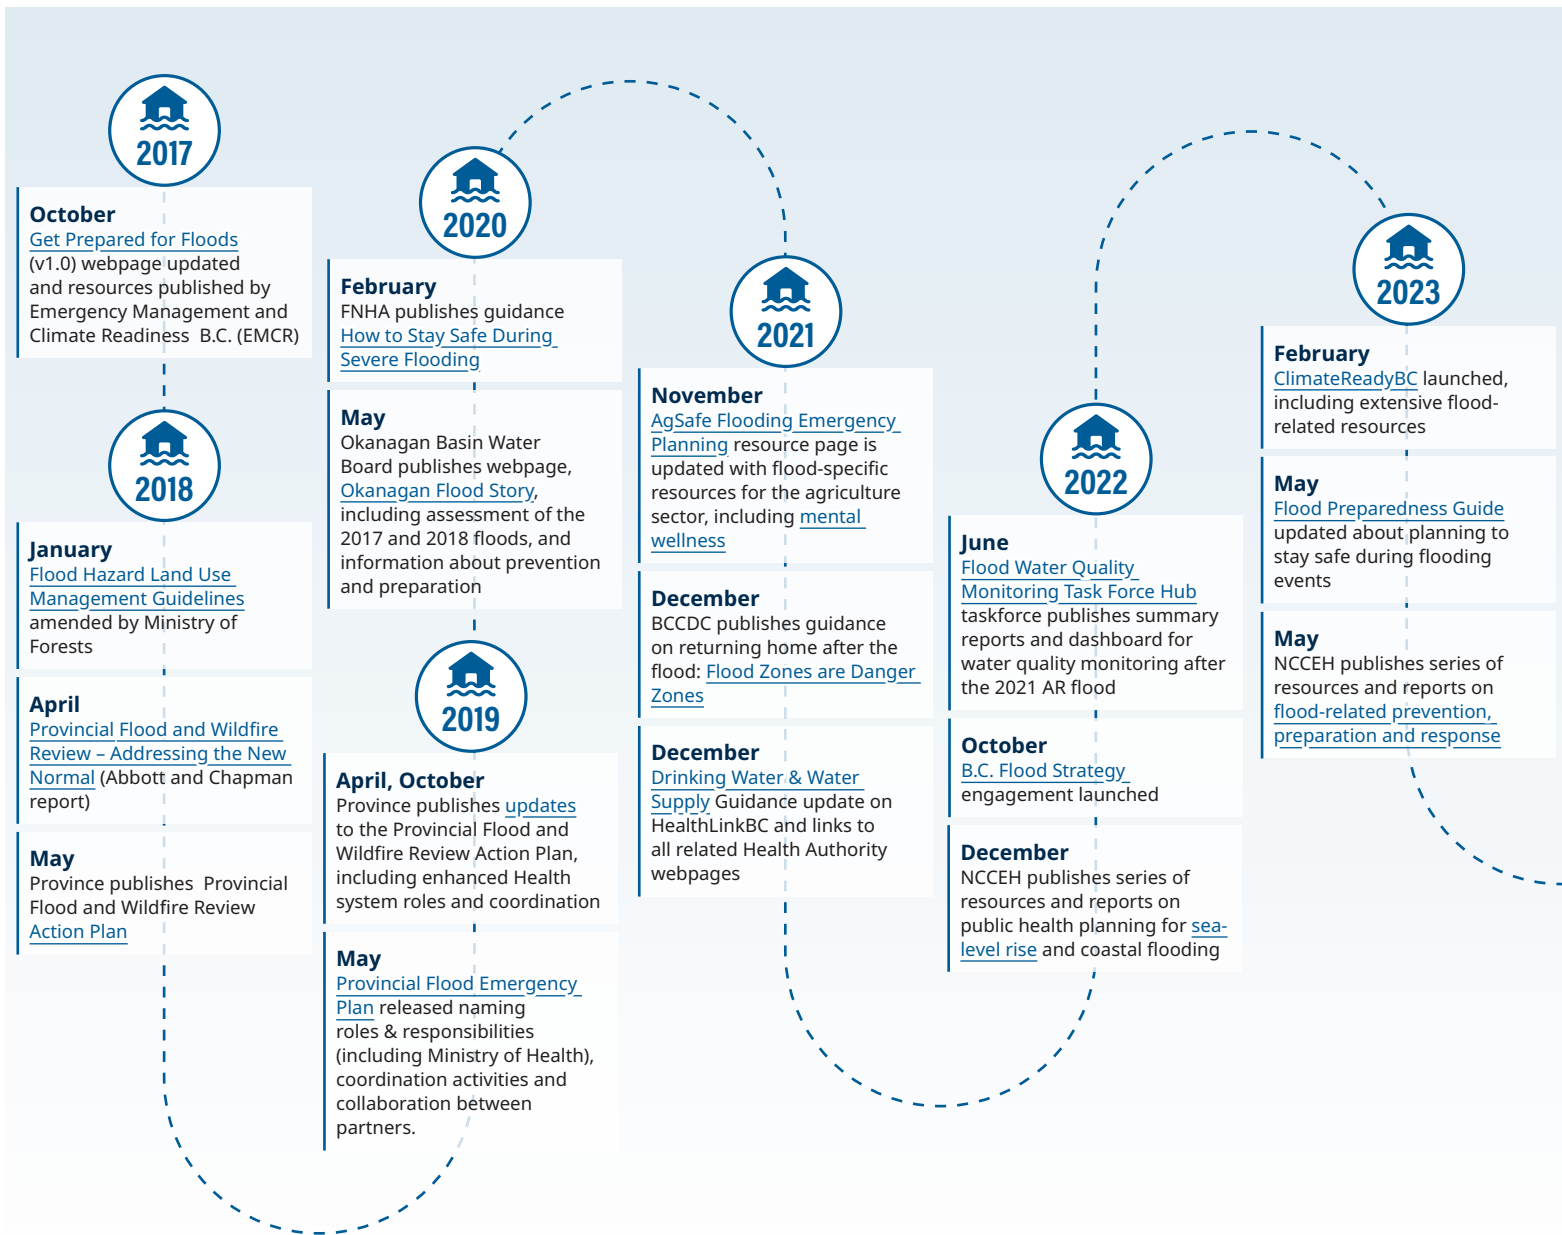 2017
October
Get Prepared for Floods
(v1.0) webpage updated
and resources published by
Emergency Management and
Climate Readiness B.C. (EMCR)
2018
January
Flood Hazard Land Use
Management Guidelines
amended by Ministry of
Forests
April
Provincial Flood and Wildfire
Review – Addressing the New
Normal (Abbott and Chapman
report)
May
Province publishes Provincial
Flood and Wildfire Review
Action Plan
2020
February
FNHA publishes guidance
How to Stay Safe During
Severe Flooding
May
Okanagan Basin Water
Board publishes webpage,
Okanagan Flood Story,
including assessment of the
2017 and 2018 floods, and
information about prevention
and preparation
2019
April, October
Province publishes updates
to the Provincial Flood and
Wildfire Review Action Plan,
including enhanced Health
system roles and coordination
May
Provincial Flood Emergency
Plan released naming
roles & responsibilities
(including Ministry of Health),
coordination activities and
collaboration between
partners.
2021
November
AgSafe Flooding Emergency
Planning resource page is
updated with flood-specific
resources for the agriculture
sector, including mental
wellness
December
BCCDC publishes guidance
on returning home after the
flood: Flood Zones are Danger
Zones
December
Drinking Water & Water
Supply Guidance update on
HealthLinkBC and links to
all related Health Authority
webpages
2022
June
Flood Water Quality
Monitoring Task Force Hub
taskforce publishes summary
reports and dashboard for
water quality monitoring after
the 2021 AR flood
October
B.C. Flood Strategy
engagement launched
December
NCCEH publishes series of
resources and reports on
public health planning for sea-
level rise and coastal flooding
2023
February
ClimateReadyBC launched,
including extensive flood-
related resources
May
Flood Preparedness Guide
updated about planning to
stay safe during flooding
events
May
NCCEH publishes series of
resources and reports on
flood-related prevention,
preparation and response